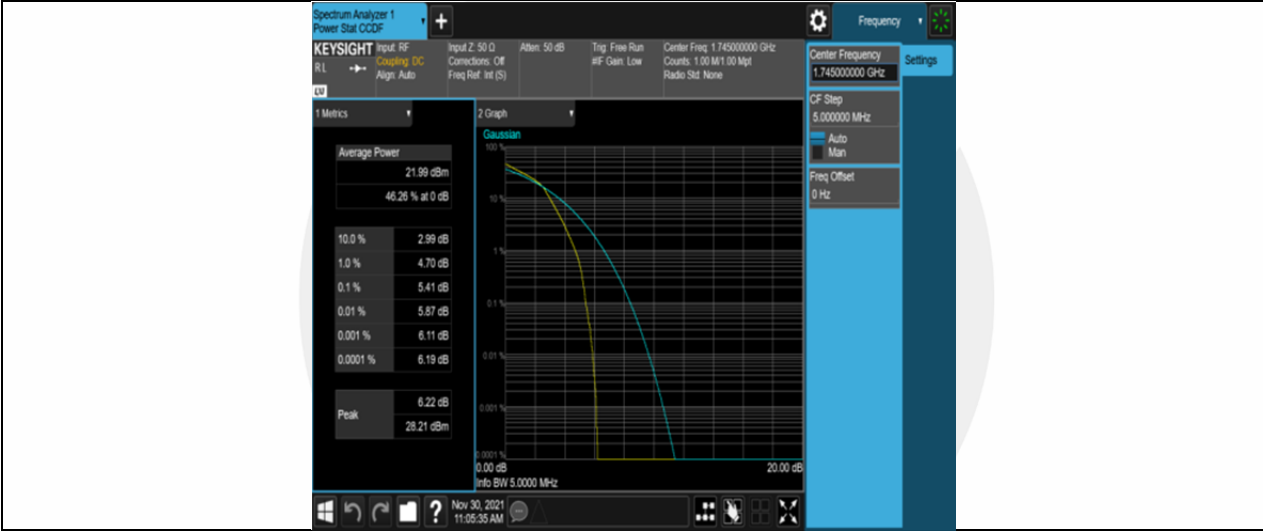 Spectrum Analyzer 1
Power Stat CCDF
+
Frequency
KEYSIGHT
RL
LV
Input: RF
Coupling: DC
Align: Auto
Input Z: 50 Ω
Corrections: Off
Freq Ref: Int (S)
Atten: 50 dB
Trig: Free Run
#IF Gain: Low
Center Freq: 1.745000000 GHz
Counts: 1.00 M/1.00 Mpt
Radio Std: None
Center Frequency
1.745000000 GHz
Settings
CF Step
5.000000 MHz
Auto
Man
Freq Offset
0 Hz
1 Metrics
Average Power
21.99 dBm
46.26 % at 0 dB
10.0 % 2.99 dB
1.0 % 4.70 dB
0.1 % 5.41 dB
0.01 % 5.87 dB
0.001 % 6.11 dB
0.0001 % 6.19 dB
Peak
6.22 dB
28.21 dBm
2 Graph
Gaussian
100 %
10 %
1 %
0.1 %
0.01 %
0.001 %
0.0001 %
0.00 dB 20.00 dB
Info BW 5.0000 MHz
?
Nov 30, 2021
11:05:35 AM